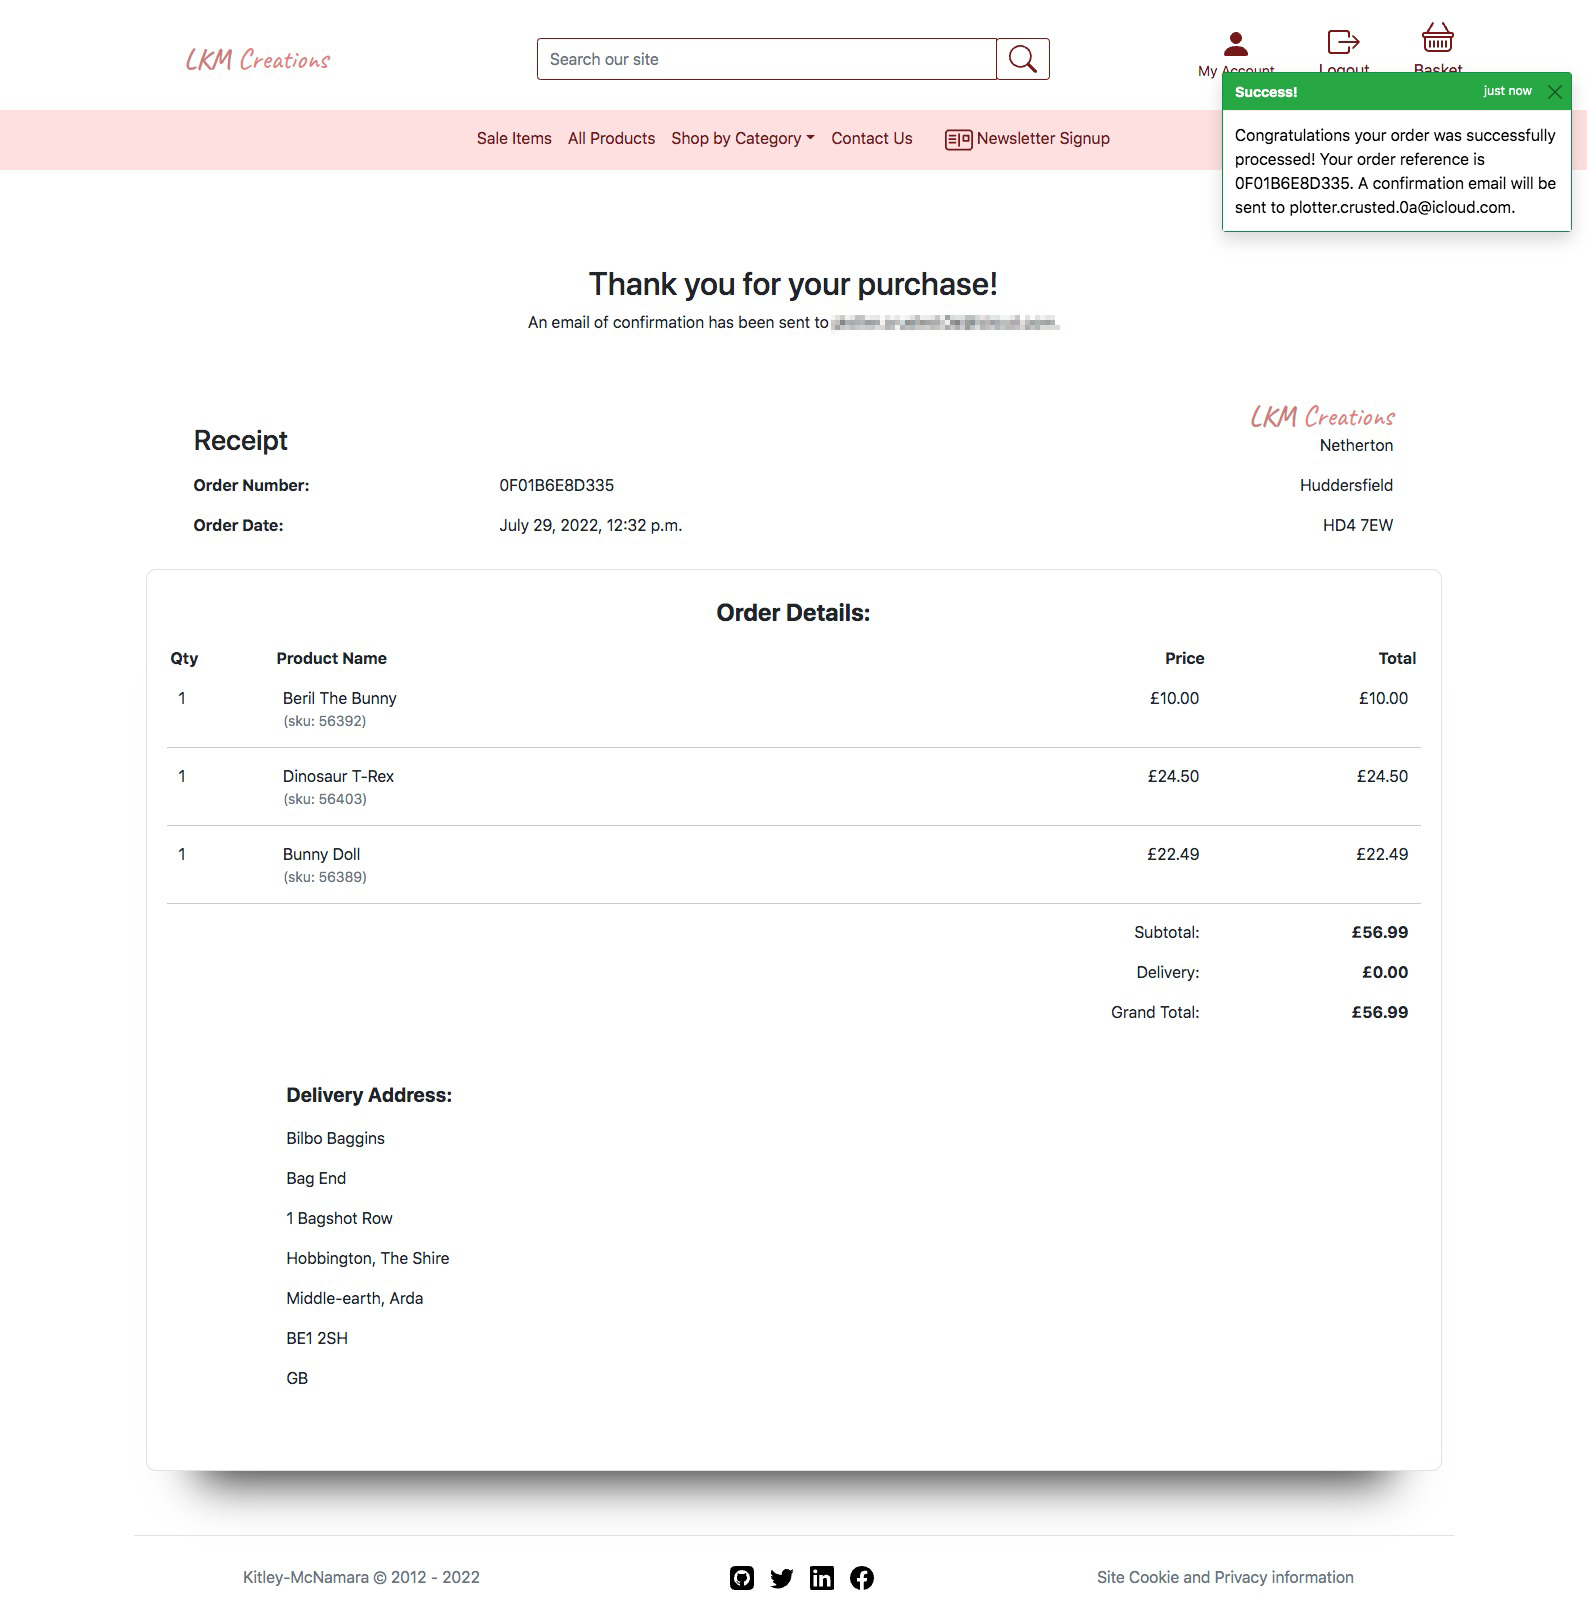 LKM Creations
Search our site
My Account
Logout
Basket
Success! just now
Congratulations your order was successfully
processed! Your order reference is
0F01B6E8D335. A confirmation email will be
sent to plotter.crusted.0a@icloud.com.
Sale Items All Products Shop by Category Contact Us Newsletter Signup
Thank you for your purchase!
An email of confirmation has been sent to
LKM Creations
Receipt
Netherton
Order Number: 0F01B6E8D335 Huddersfield
Order Date: July 29, 2022, 12:32 p.m. HD4 7EW
Order Details:
Qty Product Name Price Total
1 Beril The Bunny £10.00 £10.00
(sku: 56392)
1 Dinosaur T-Rex £24.50 £24.50
(sku: 56403)
1 Bunny Doll £22.49 £22.49
(sku: 56389)
Subtotal: £56.99
Delivery: £0.00
Grand Total: £56.99
Delivery Address:
Bilbo Baggins
Bag End
1 Bagshot Row
Hobbington, The Shire
Middle-earth, Arda
BE1 2SH
GB
Kitley-McNamara © 2012 - 2022
Site Cookie and Privacy information